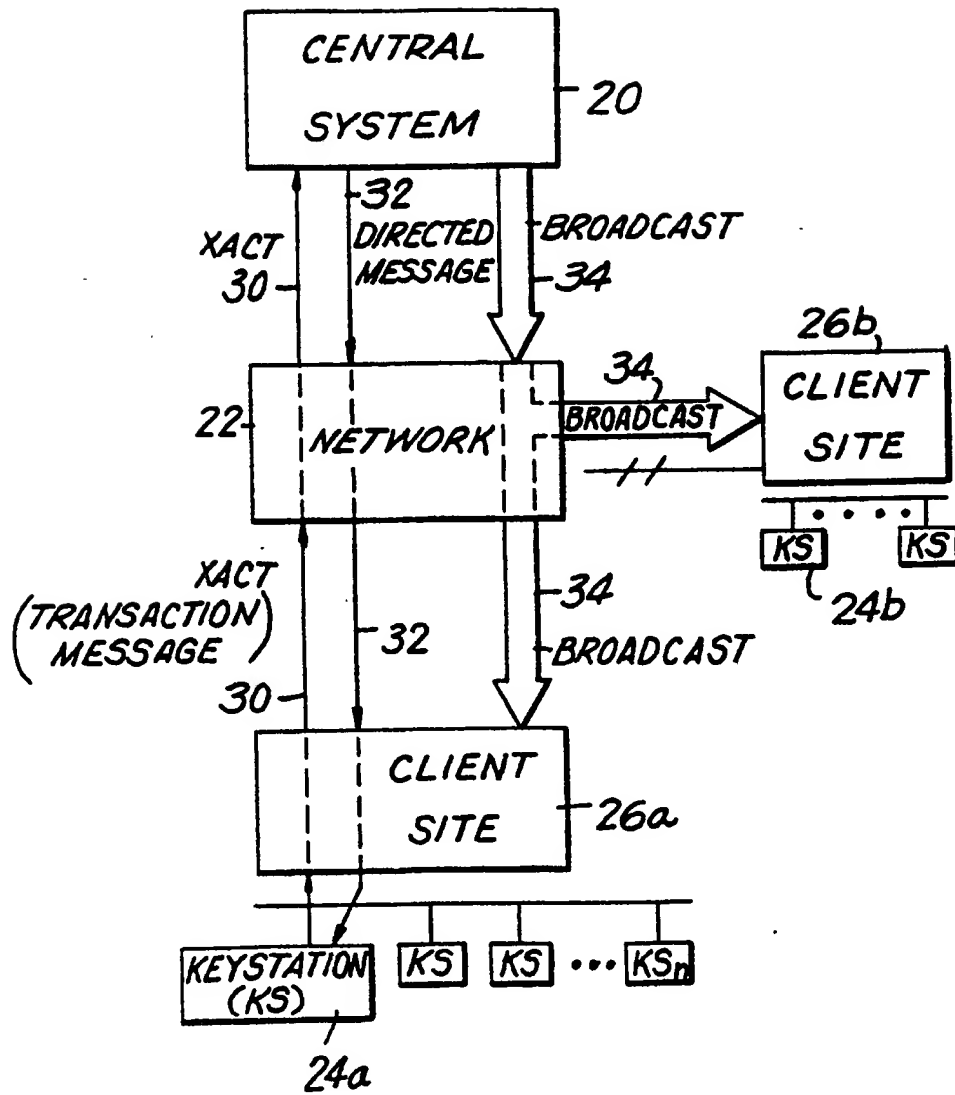 CENTRAL
SYSTEM
20
32
DIRECTED
MESSAGE
BROADCAST
34
XACT
30
26b
CLIENT
SITE
34
BROADCAST
22
NETWORK
KS
KS
24b
XACT
(TRANSACTION
MESSAGE)
30
32
34
BROADCAST
CLIENT
SITE
26a
KEYSTATION
(KS)
KS
KS
...
KSn
24a